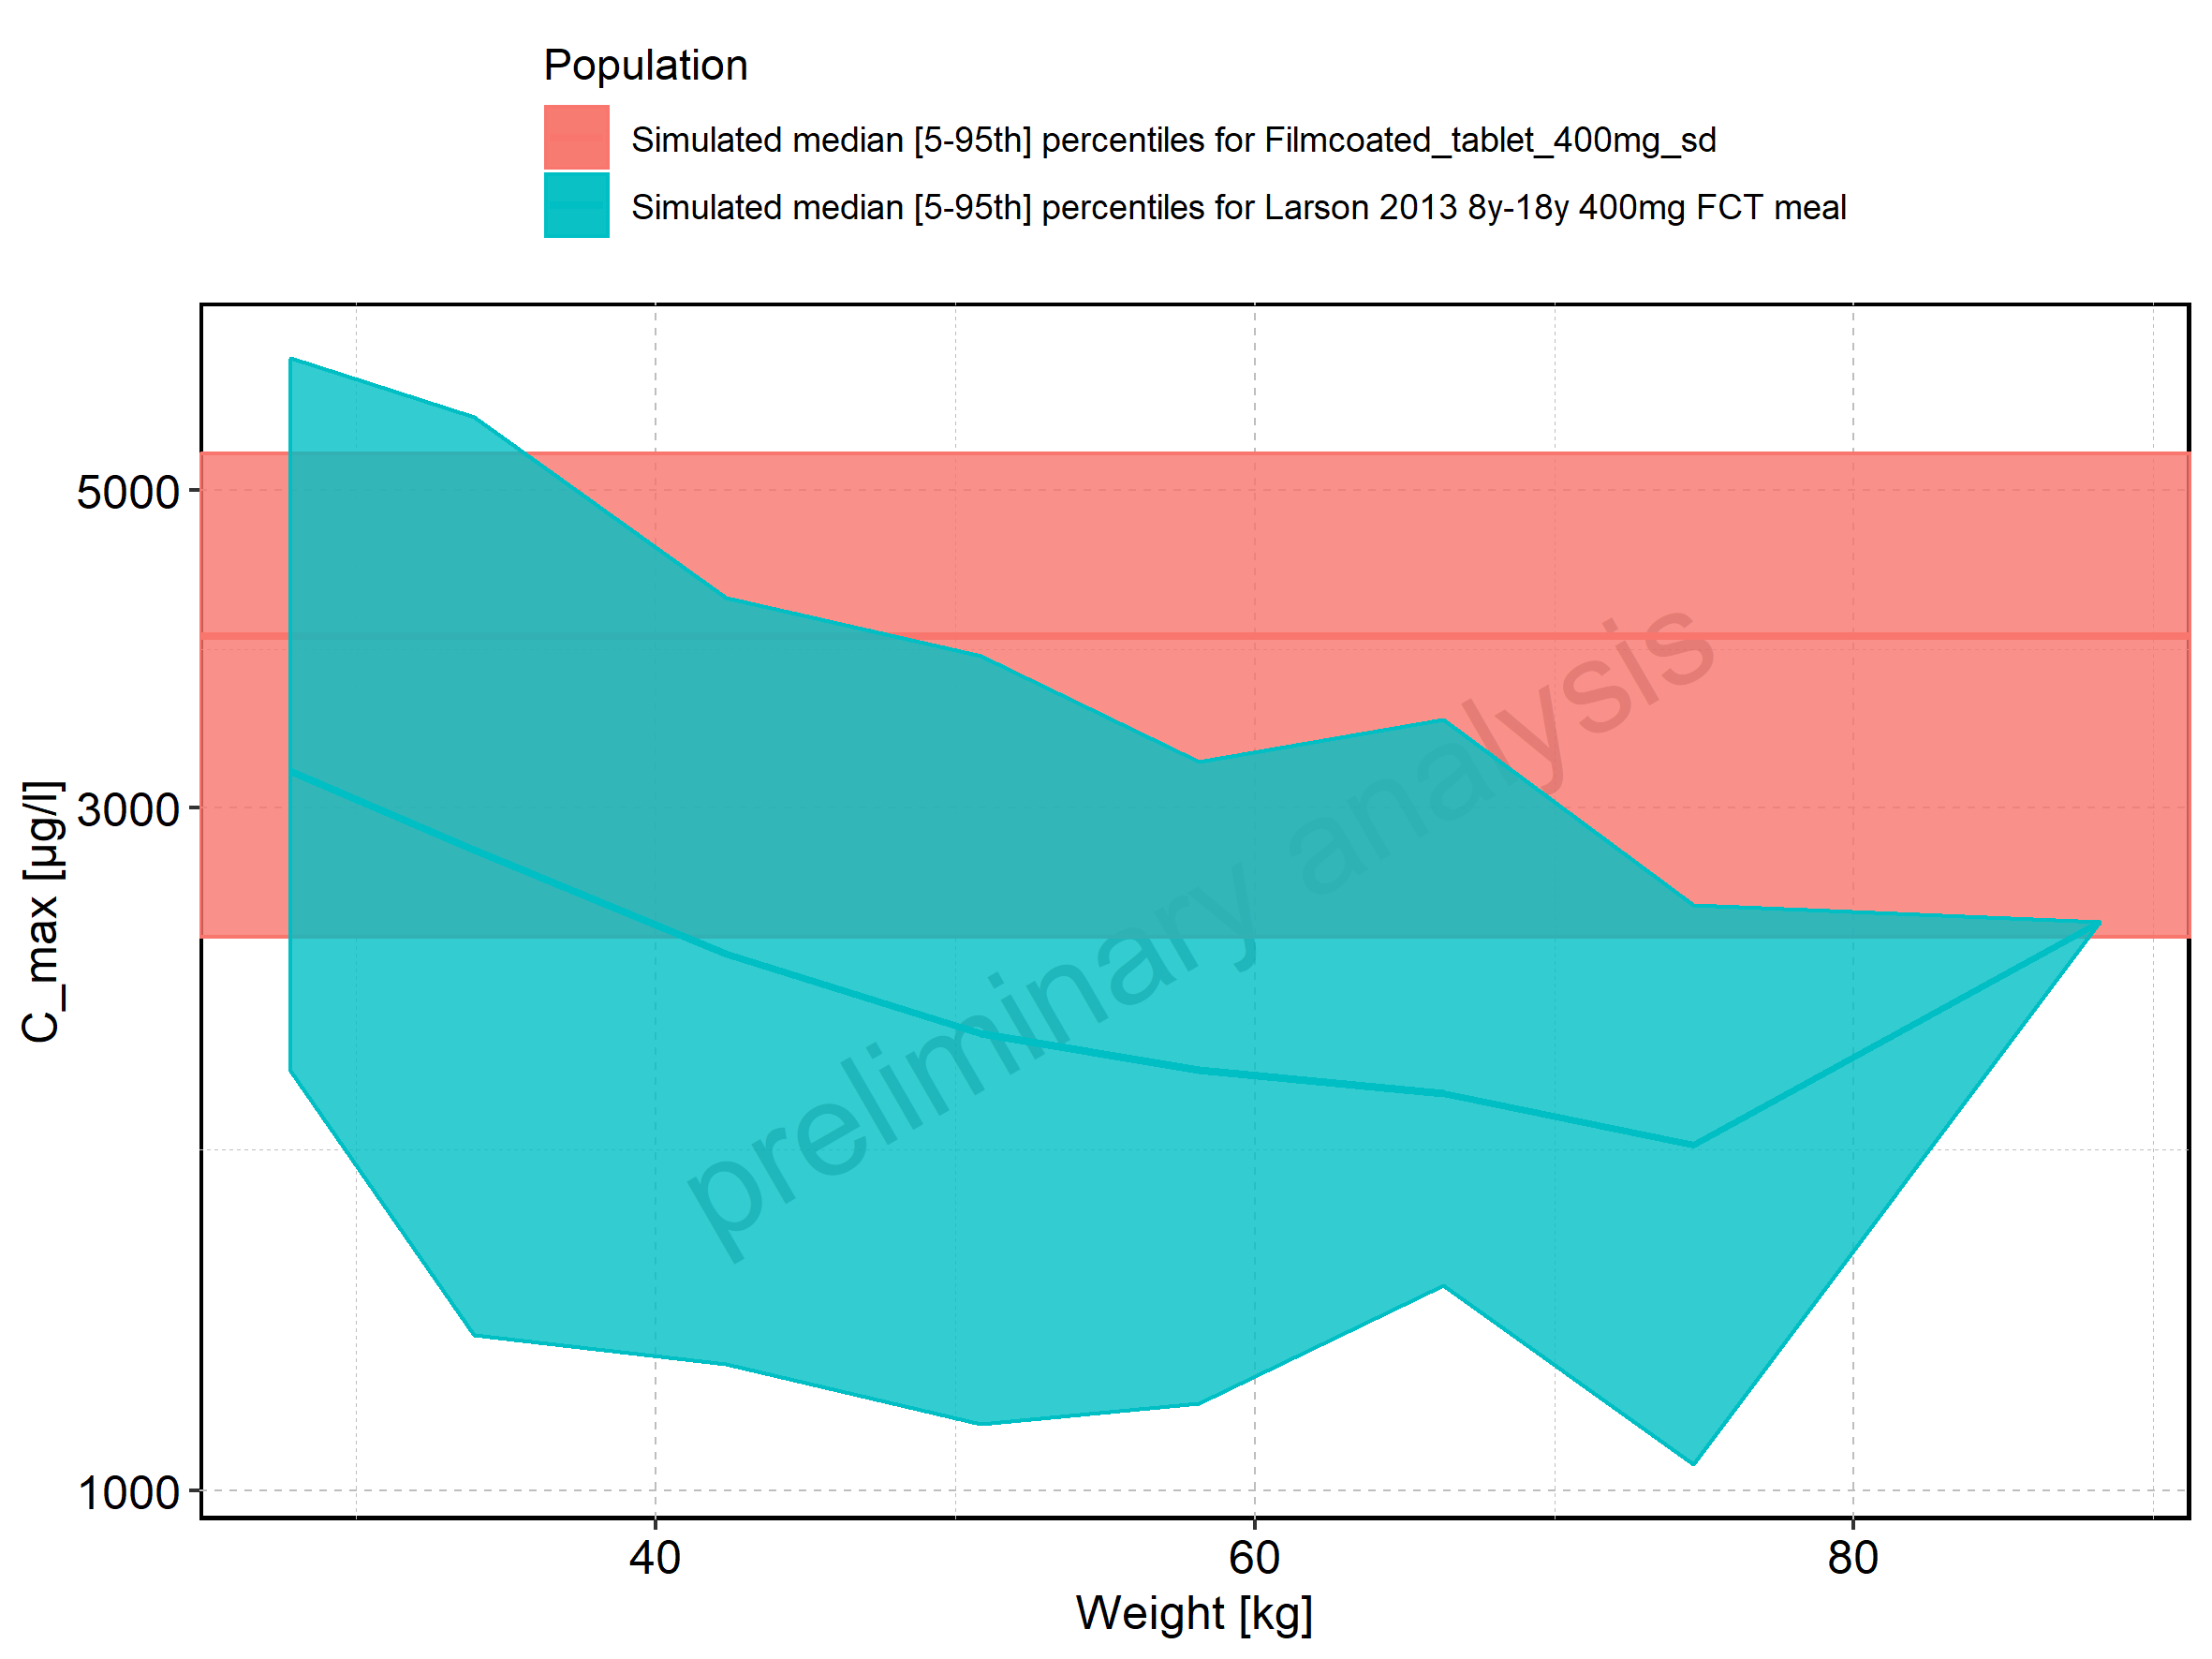 Population
Simulated median [5-95th] percentiles for Filmcoated_tablet_400mg_sd
Simulated median [5-95th] percentiles for Larson 2013 8y-18y 400mg FCT meal
5000
3000
1000
C_max [µg/l]
preliminary analysis
40
60
80
Weight [kg]